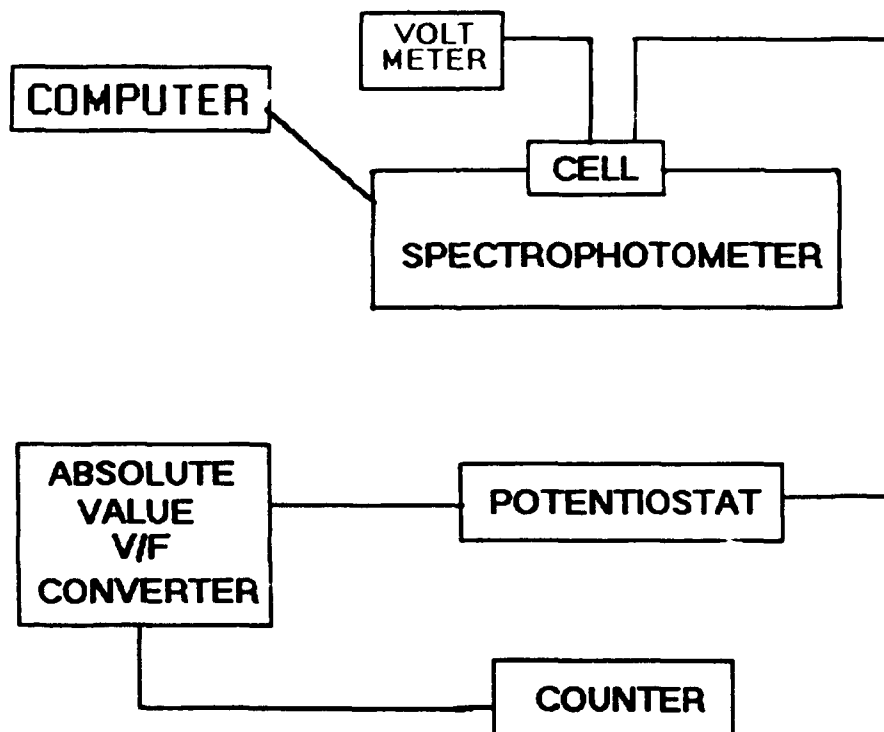 VOLT
METER
COMPUTER
CELL
SPECTROPHOTOMETER
ABSOLUTE
VALUE
V/F
CONVERTER
POTENTIOSTAT
COUNTER